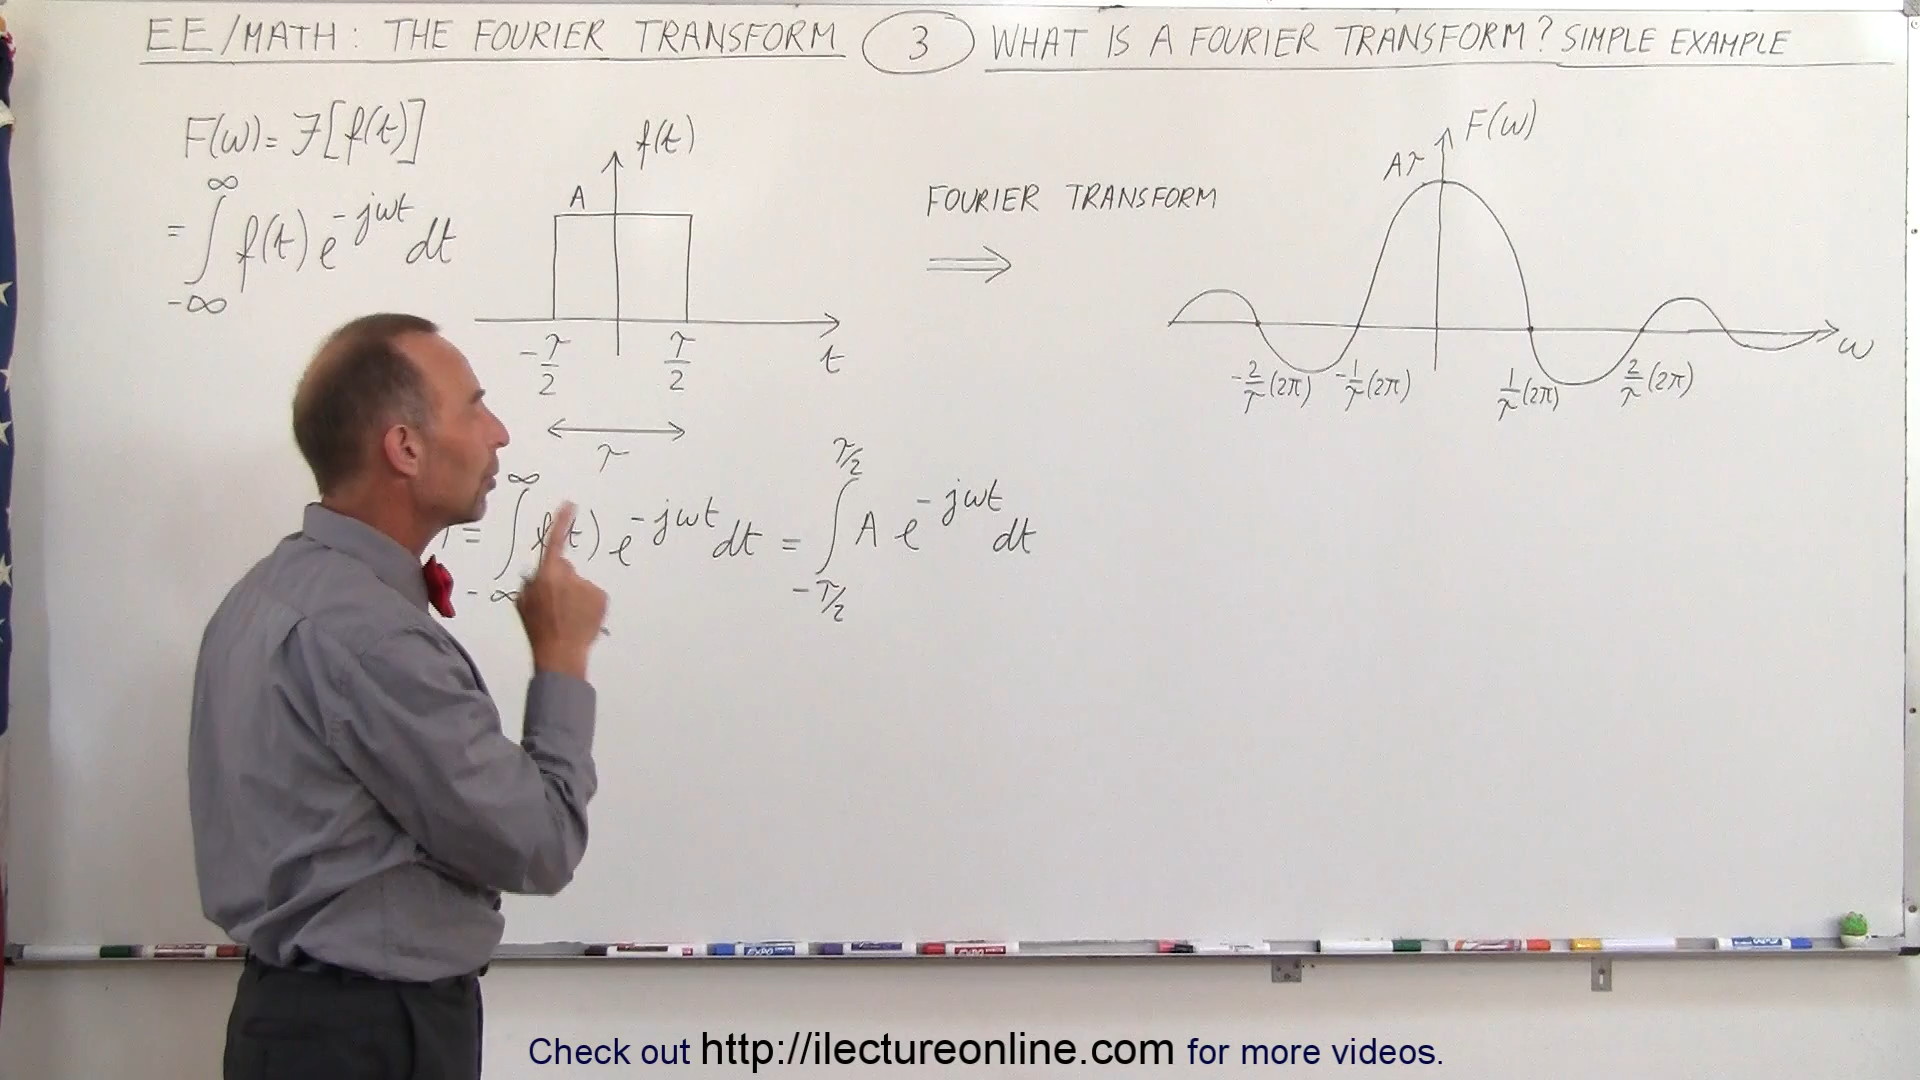 EE/MATH: THE FOURIER TRANSFORM 3 WHAT IS A FOURIER TRANSFORM? SIMPLE EXAMPLE
F(ω) = ℱ[f(t)]
= ∫_{-∞}^{∞} f(t) e^{-jωt} dt
f(t)
A
-τ/2 τ/2 t
τ
FOURIER TRANSFORM
⇒
F(ω)
Aτ
-2/τ(2π) -1/τ(2π) 1/τ(2π) 2/τ(2π) ω
) = ∫_{-∞}^{∞} f(t) e^{-jωt} dt = ∫_{-τ/2}^{τ/2} A e^{-jωt} dt
Check out http://ilectureonline.com for more videos.